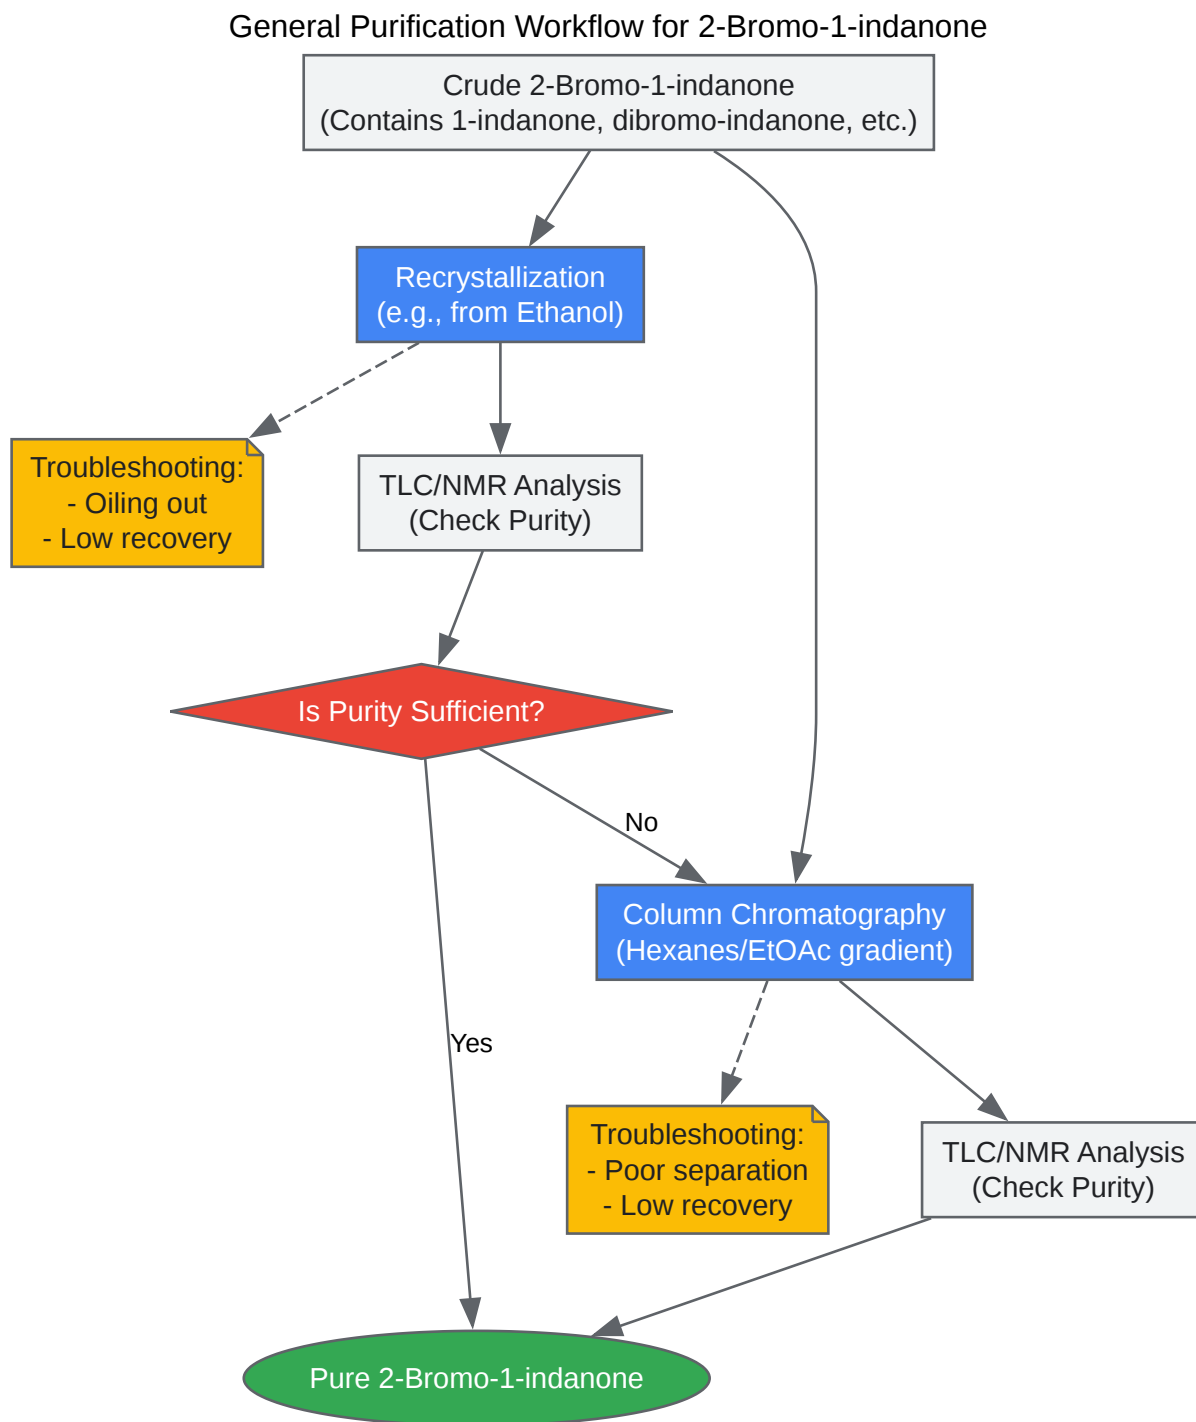 General Purification Workflow for 2-Bromo-1-indanone
Crude 2-Bromo-1-indanone
(Contains 1-indanone, dibromo-indanone, etc.)
Recrystallization
(e.g., from Ethanol)
Troubleshooting:
- Oiling out
- Low recovery
TLC/NMR Analysis
(Check Purity)
Is Purity Sufficient?
No
Column Chromatography
(Hexanes/EtOAc gradient)
Yes
Troubleshooting:
- Poor separation
- Low recovery
TLC/NMR Analysis
(Check Purity)
Pure 2-Bromo-1-indanone